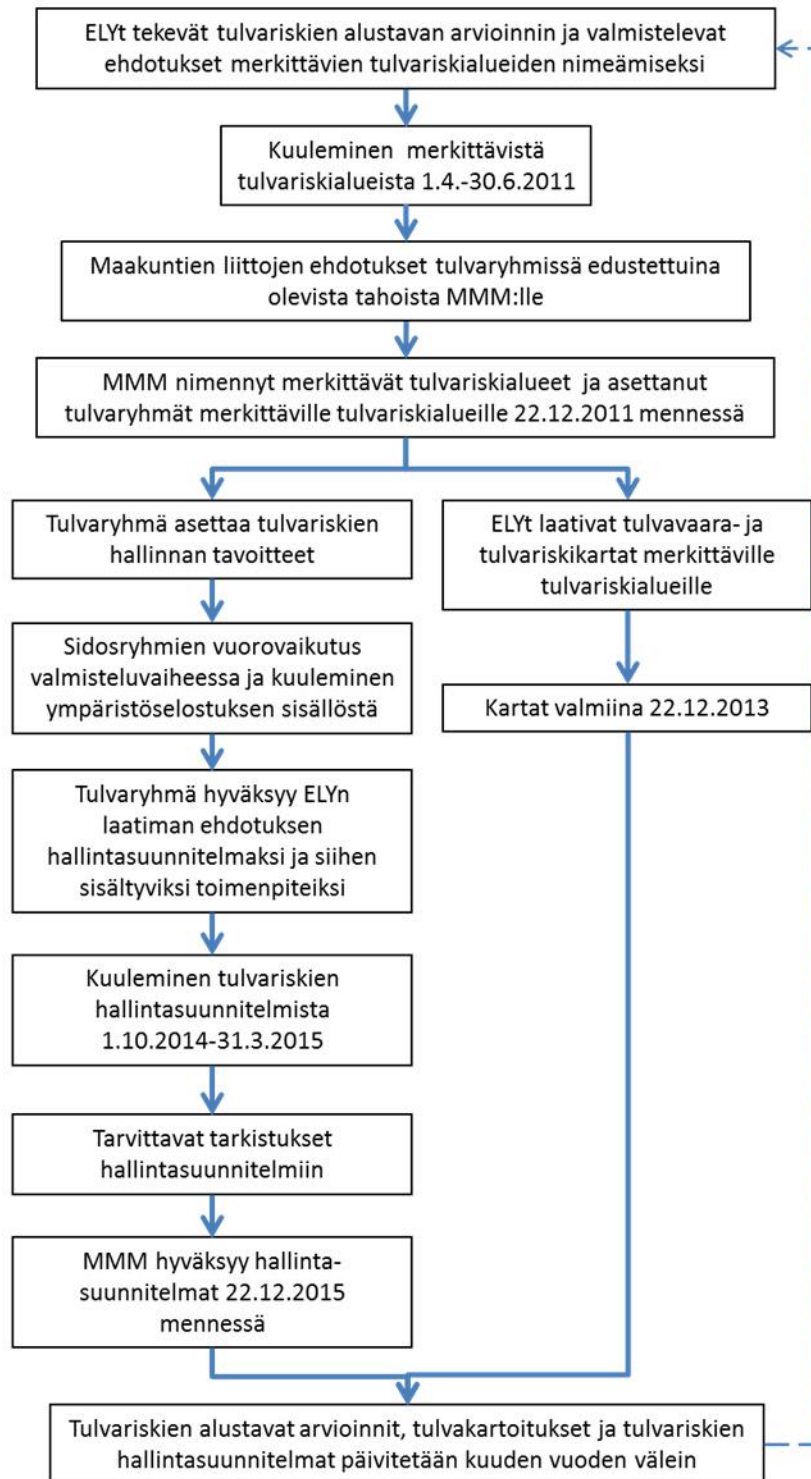 ELYt tekevät tulvariskien alustavan arvioinnin ja valmistelevat
ehdotukset merkittävien tulvariskialueiden nimeämiseksi
Kuuleminen merkittävistä
tulvariskialueista 1.4.-30.6.2011
Maakuntien liittojen ehdotukset tulvaryhmissä edustettuina
olevista tahoista MMM:lle
MMM nimennyt merkittävät tulvariskialueet ja asettanut
tulvaryhmät merkittäville tulvariskialueille 22.12.2011 mennessä
Tulvaryhmä asettaa tulvariskien
hallinnan tavoitteet
Sidosryhmien vuorovaikutus
valmisteluvaiheessa ja kuuleminen
ympäristöselostuksen sisällöstä
Tulvaryhmä hyväksyy ELYn
laatiman ehdotuksen
hallintasuunnitelmaksi ja siihen
sisältyviksi toimenpiteiksi
Kuuleminen tulvariskien
hallintasuunnitelmista
1.10.2014-31.3.2015
Tarvittavat tarkistukset
hallintasuunnitelmiin
MMM hyväksyy hallinta-
suunnitelmat 22.12.2015
mennessä
ELYt laativat tulvavaara- ja
tulvariskikartat merkittäville
tulvariskialueille
Kartat valmiina 22.12.2013
Tulvariskien alustavat arvioinnit, tulvakartoitukset ja tulvariskien
hallintasuunnitelmat päivitetään kuuden vuoden välein